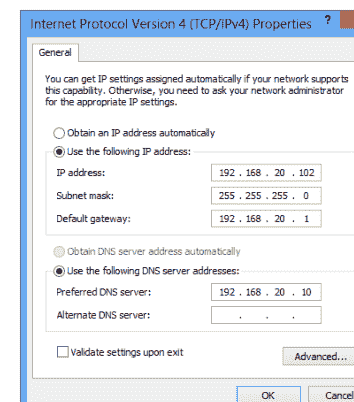 Internet Protocol Version 4 (TCP/IPv4) Properties ?
General
You can get IP settings assigned automatically if your network supports
this capability. Otherwise, you need to ask your network administrator
for the appropriate IP settings.
Obtain an IP address automatically
Use the following IP address:
IP address: 192 . 168 . 20 . 102
Subnet mask: 255 . 255 . 255 . 0
Default gateway: 192 . 168 . 20 . 1
Obtain DNS server address automatically
Use the following DNS server addresses:
Preferred DNS server: 192 . 168 . 20 . 10
Alternate DNS server: . . .
Validate settings upon exit Advanced...
OK Cancel